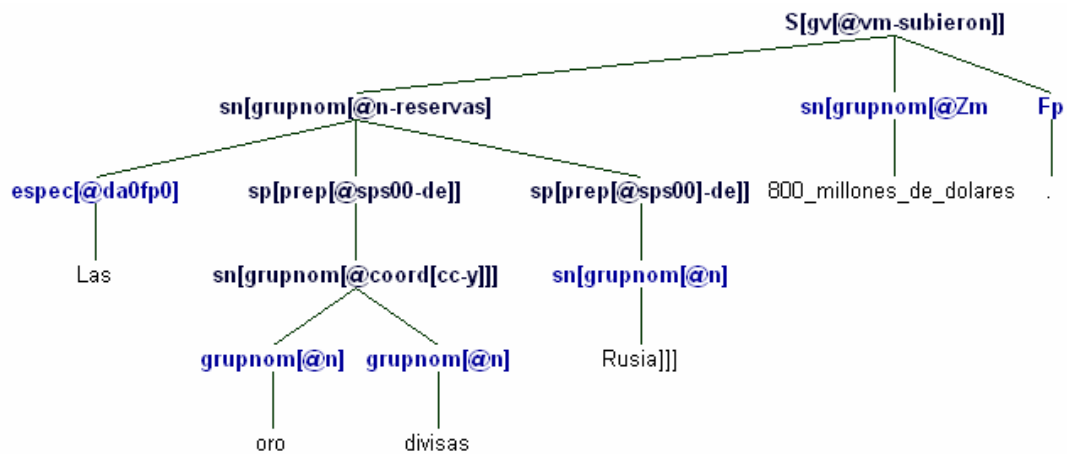 S[gv[@vm-subieron]]
sn[grupnom[@n-reservas] sn[grupnom[@Zm Fp
espec[@da0fp0] sp[prep[@sps00-de]] sp[prep[@sps00]-de]] 800_millones_de_dolares .
Las sn[grupnom[@coord[cc-y]]] sn[grupnom[@n]
grupnom[@n] grupnom[@n] Rusia]]]
oro divisas